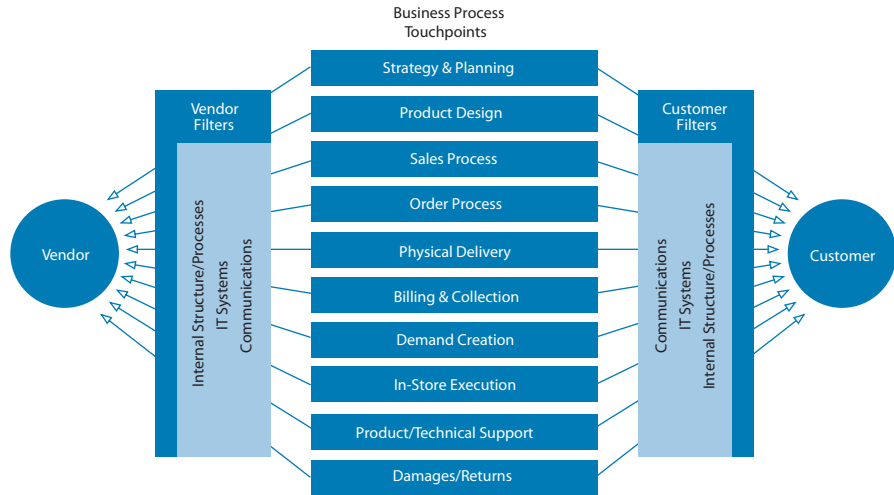 Business Process
Touchpoints
Strategy & Planning
Vendor
Filters
Product Design
Customer
Filters
Sales Process
Order Process
Physical Delivery
Billing & Collection
Demand Creation
In-Store Execution
Product/Technical Support
Damages/Returns
Vendor
Internal Structure/Processes
IT Systems
Communications
Communications
IT Systems
Internal Structure/Processes
Customer